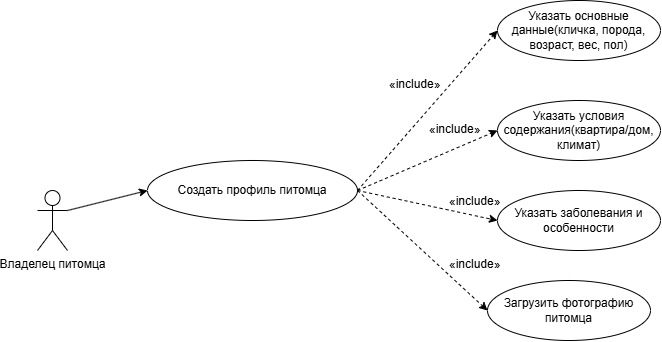 Указать основные
данные(кличка, порода,
возраст, вес, пол)
«include»
Указать условия
содержания(квартира/дом,
климат)
«include»
Создать профиль питомца
«include»
Указать заболевания и
особенности
Владелец питомца
«include»
Загрузить фотографию
питомца